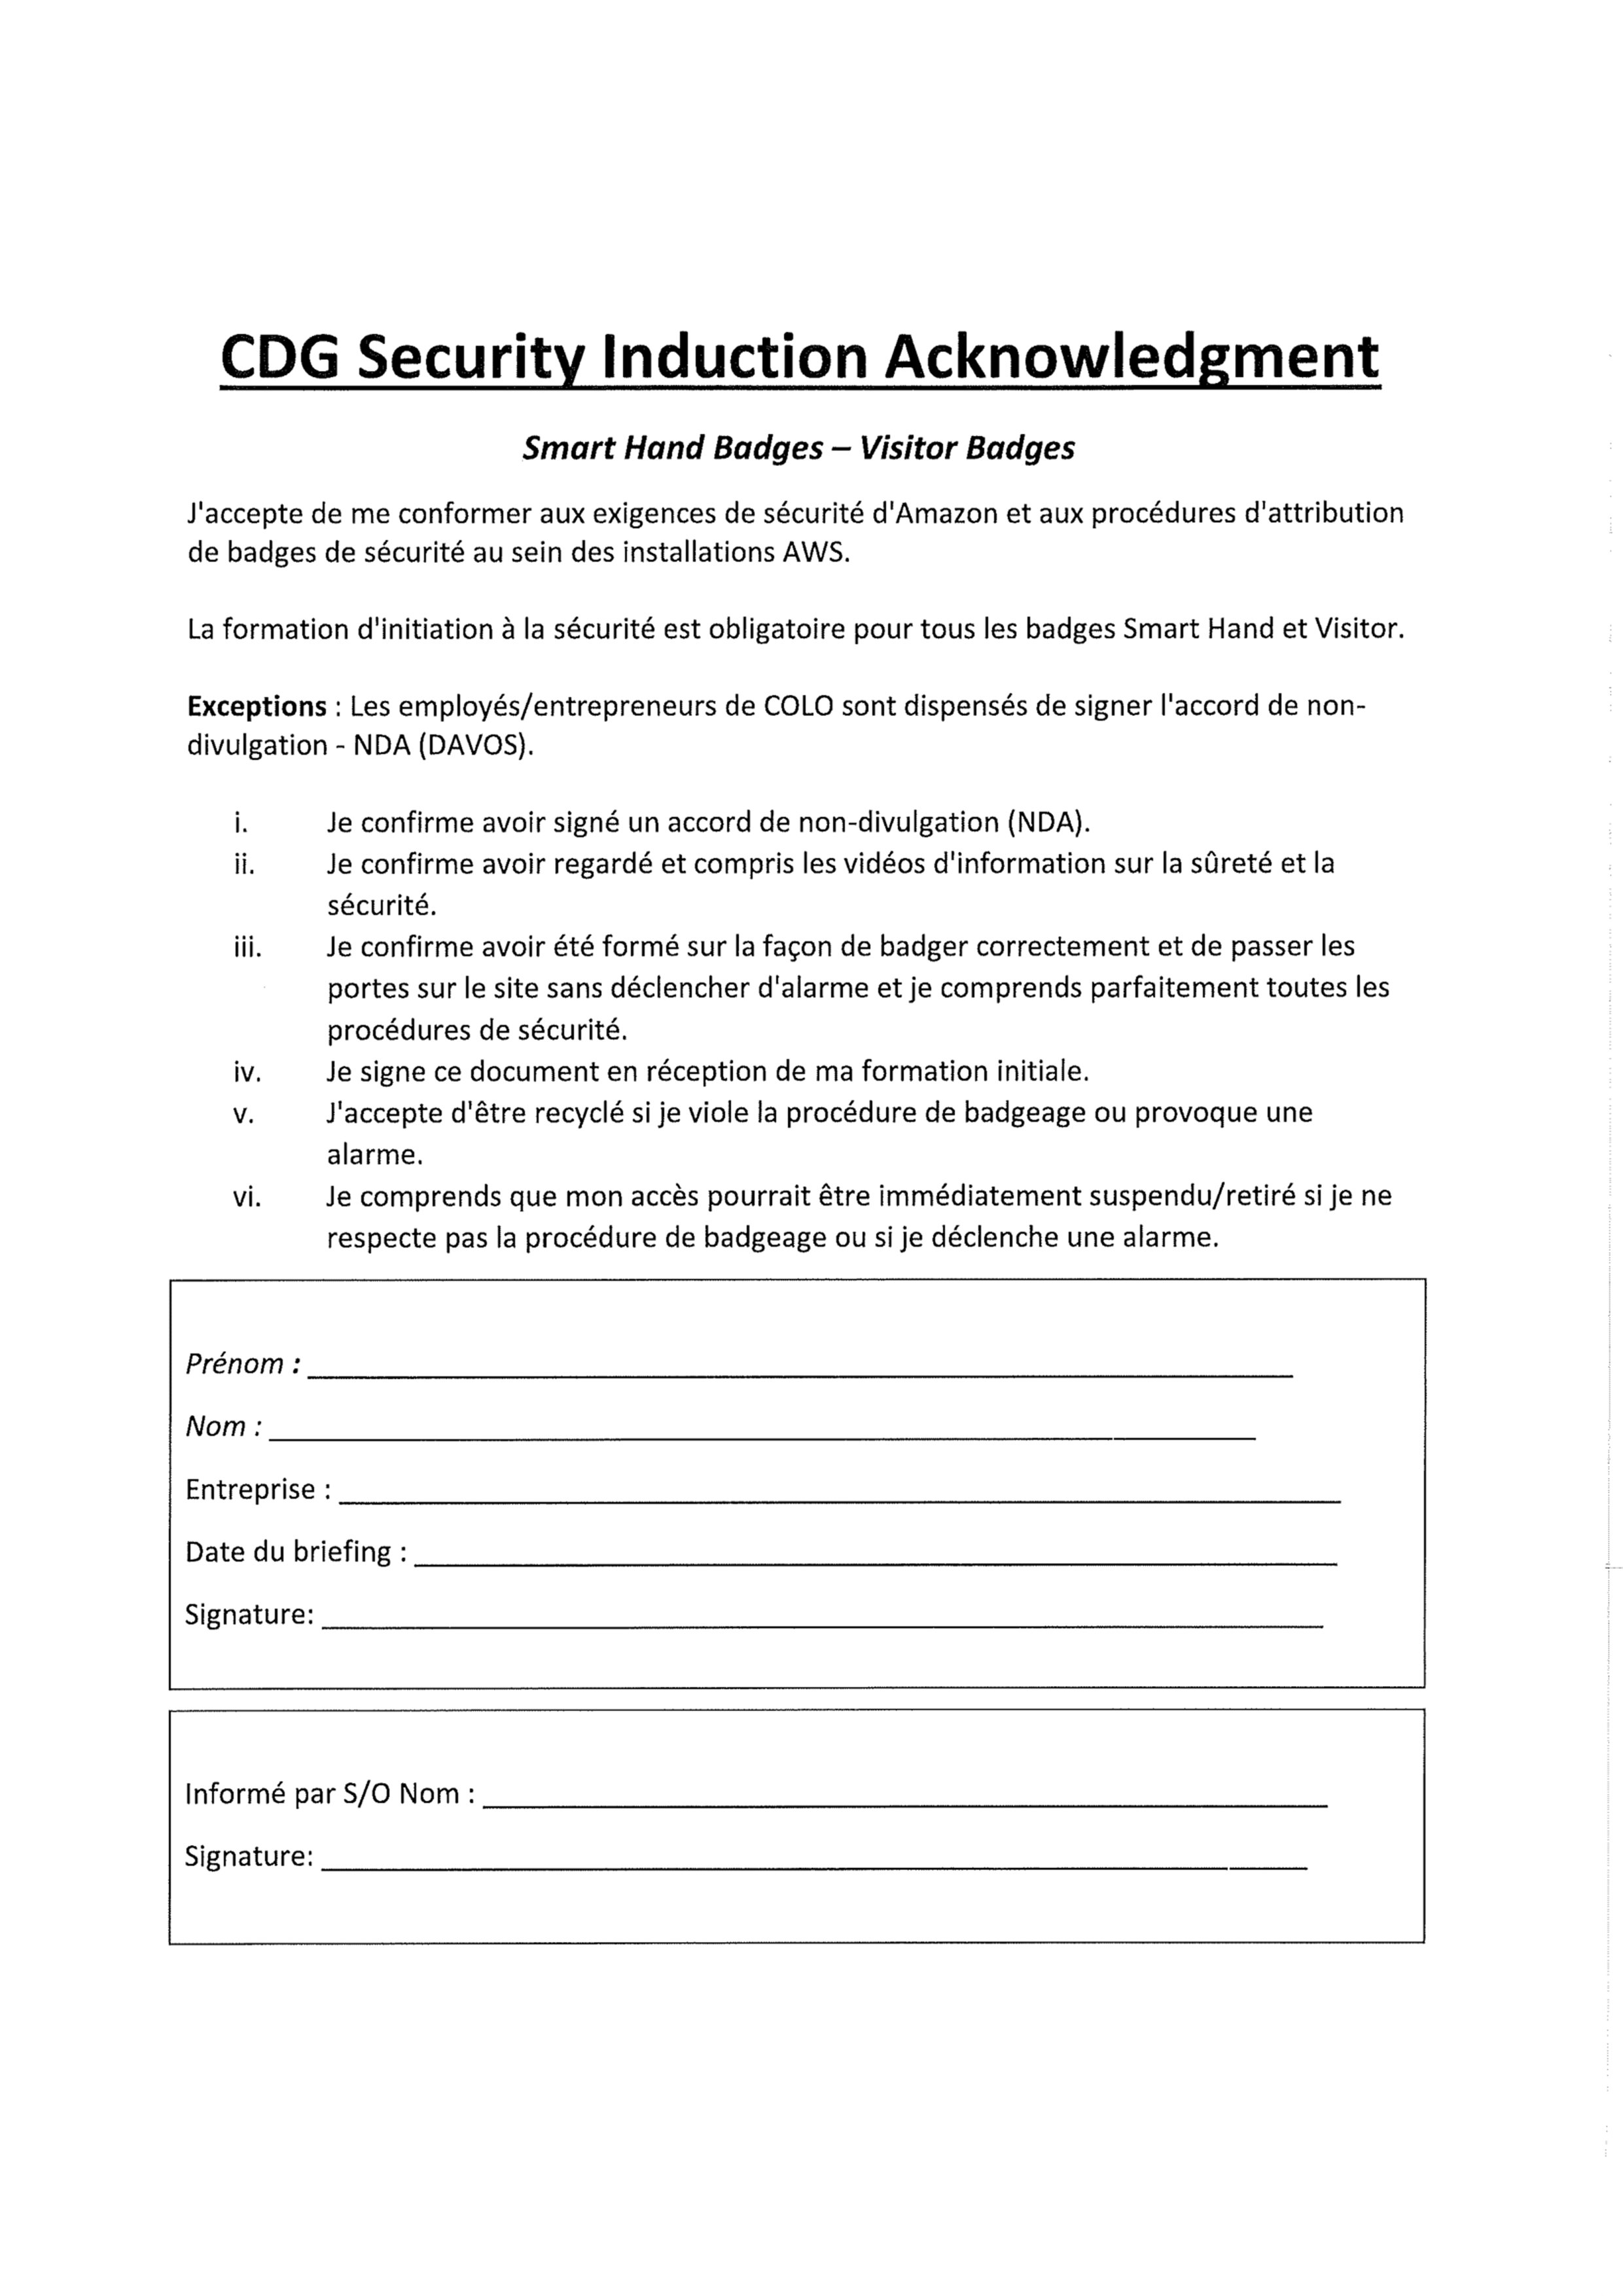 CDG Security Induction Acknowledgment
Smart Hand Badges – Visitor Badges
J'accepte de me conformer aux exigences de sécurité d'Amazon et aux procédures d'attribution
de badges de sécurité au sein des installations AWS.
La formation d'initiation à la sécurité est obligatoire pour tous les badges Smart Hand et Visitor.
Exceptions : Les employés/entrepreneurs de COLO sont dispensés de signer l'accord de non-
divulgation - NDA (DAVOS).
i. Je confirme avoir signé un accord de non-divulgation (NDA).
ii. Je confirme avoir regardé et compris les vidéos d'information sur la sûreté et la
sécurité.
iii. Je confirme avoir été formé sur la façon de badger correctement et de passer les
portes sur le site sans déclencher d'alarme et je comprends parfaitement toutes les
procédures de sécurité.
iv. Je signe ce document en réception de ma formation initiale.
v. J'accepte d'être recyclé si je viole la procédure de badgeage ou provoque une
alarme.
vi. Je comprends que mon accès pourrait être immédiatement suspendu/retiré si je ne
respecte pas la procédure de badgeage ou si je déclenche une alarme.
Prénom :
Nom :
Entreprise :
Date du briefing :
Signature:
Informé par S/O Nom :
Signature: